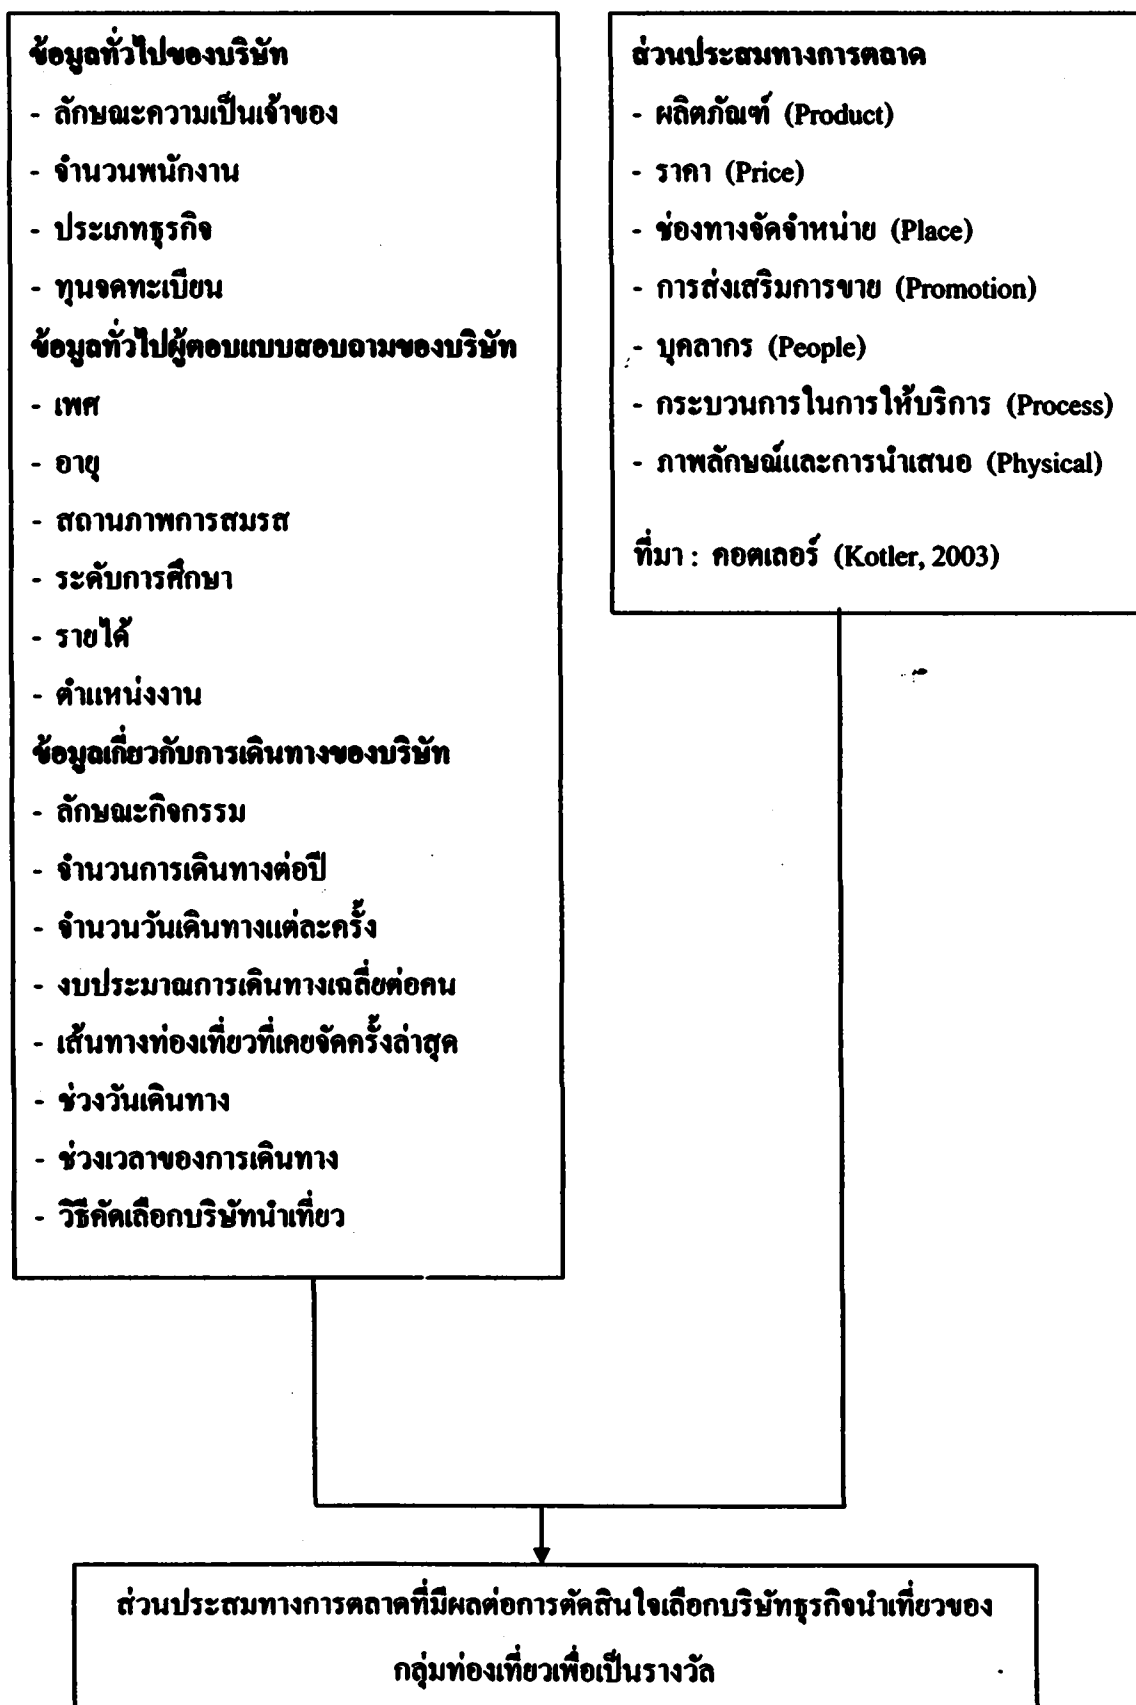 ข้อมูลทั่วไปของบริษัท
- ลักษณะความเป็นเจ้าของ
- จำนวนพนักงาน
- ประเภทธุรกิจ
- ทุนจดทะเบียน
ข้อมูลทั่วไปผู้ตอบแบบสอบถามของบริษัท
- เพศ
- อายุ
- สถานภาพการสมรส
- ระดับการศึกษา
- รายได้
- ตำแหน่งงาน
ข้อมูลเกี่ยวกับการเดินทางของบริษัท
- ลักษณะกิจกรรม
- จำนวนการเดินทางต่อปี
- จำนวนวันเดินทางแต่ละครั้ง
- งบประมาณการเดินทางเฉลี่ยต่อคน
- เส้นทางท่องเที่ยวที่เคยจัดครั้งล่าสุด
- ช่วงวันเดินทาง
- ช่วงเวลาของการเดินทาง
- วิธีคัดเลือกบริษัทนำเที่ยว
ส่วนประสมทางการตลาด
- ผลิตภัณฑ์ (Product)
- ราคา (Price)
- ช่องทางจัดจำหน่าย (Place)
- การส่งเสริมการขาย (Promotion)
- บุคลากร (People)
- กระบวนการในการให้บริการ (Process)
- ภาพลักษณ์และการนำเสนอ (Physical)
ที่มา : คอตเลอร์ (Kotler, 2003)
ส่วนประสมทางการตลาดที่มีผลต่อการตัดสินใจเลือกบริษัทธุรกิจนำเที่ยวของ
กลุ่มท่องเที่ยวเพื่อเป็นรางวัล